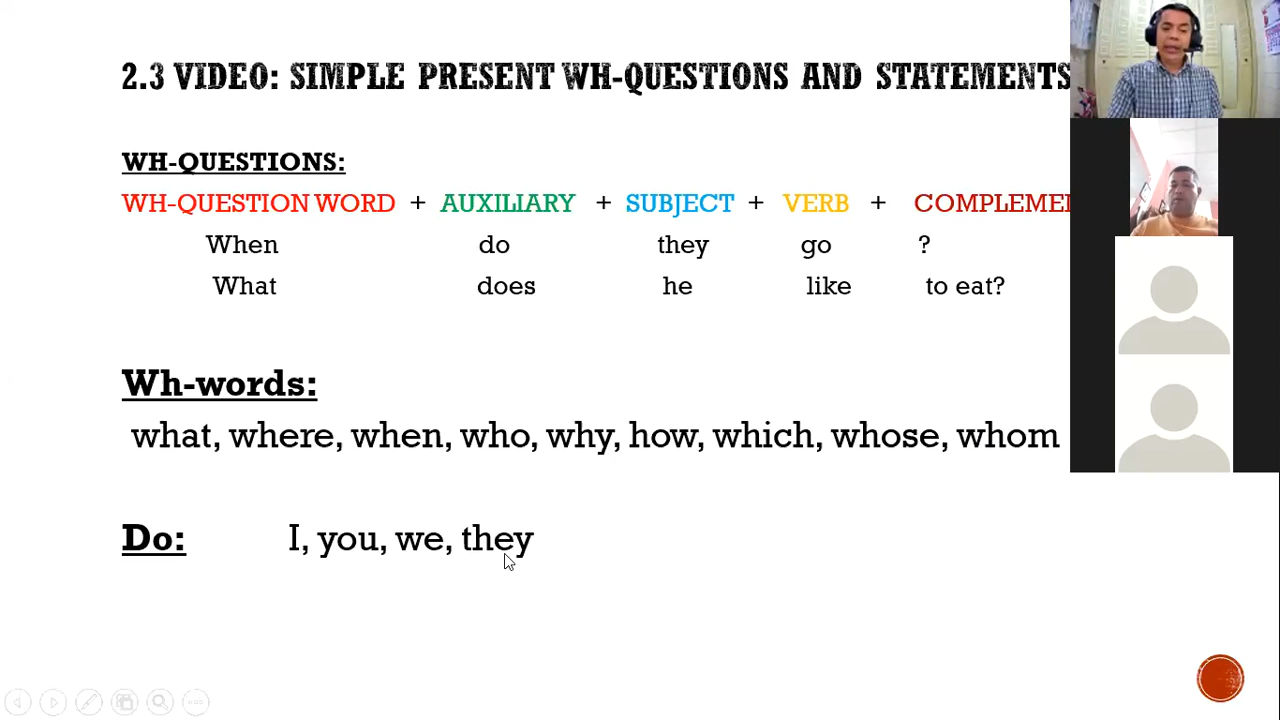 2.3 VIDEO: SIMPLE PRESENT WH-QUESTIONS AND STATEMENTS
WH-QUESTIONS:
WH-QUESTION WORD + AUXILIARY + SUBJECT + VERB + COMPLEME
When do they go ?
What does he like to eat?
Wh-words:
what, where, when, who, why, how, which, whose, whom
Do: I, you, we, they